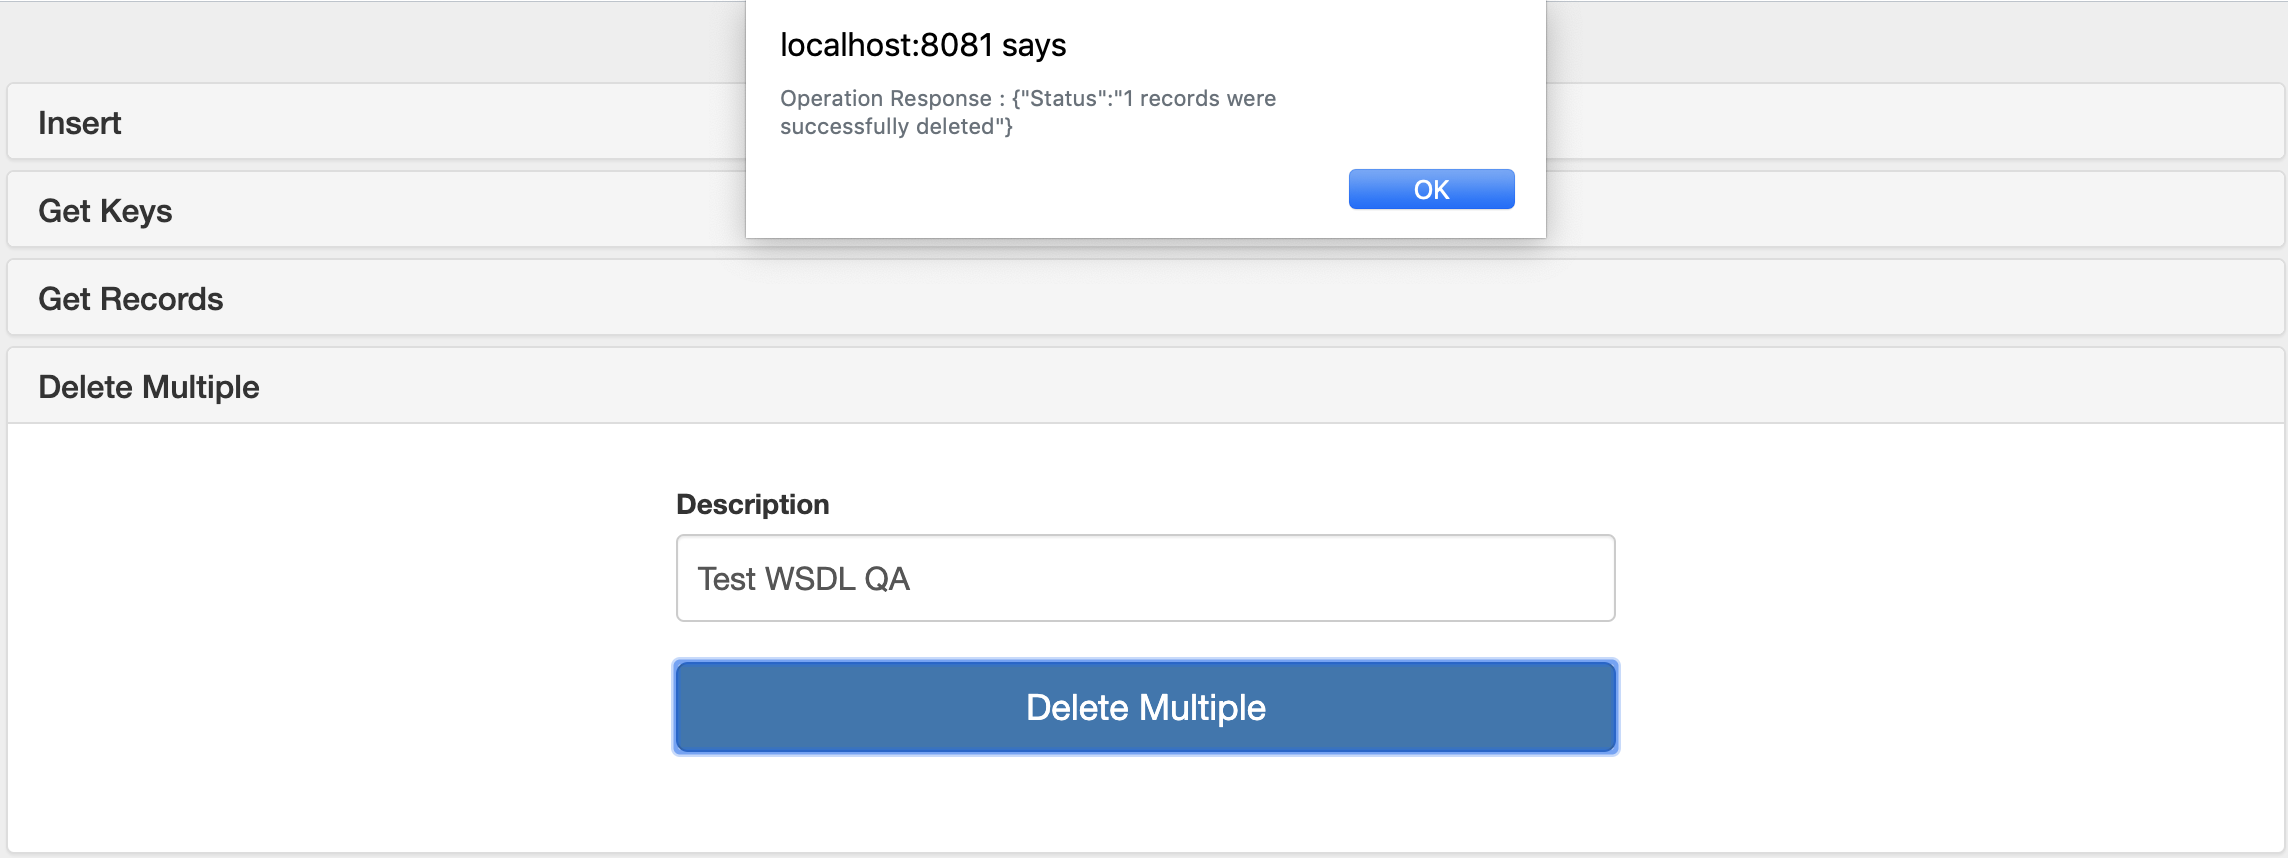 localhost:8081 says
Operation Response : {"Status":"1 records were
successfully deleted"}
OK
Insert
Get Keys
Get Records
Delete Multiple
Description
Test WSDL QA
Delete Multiple